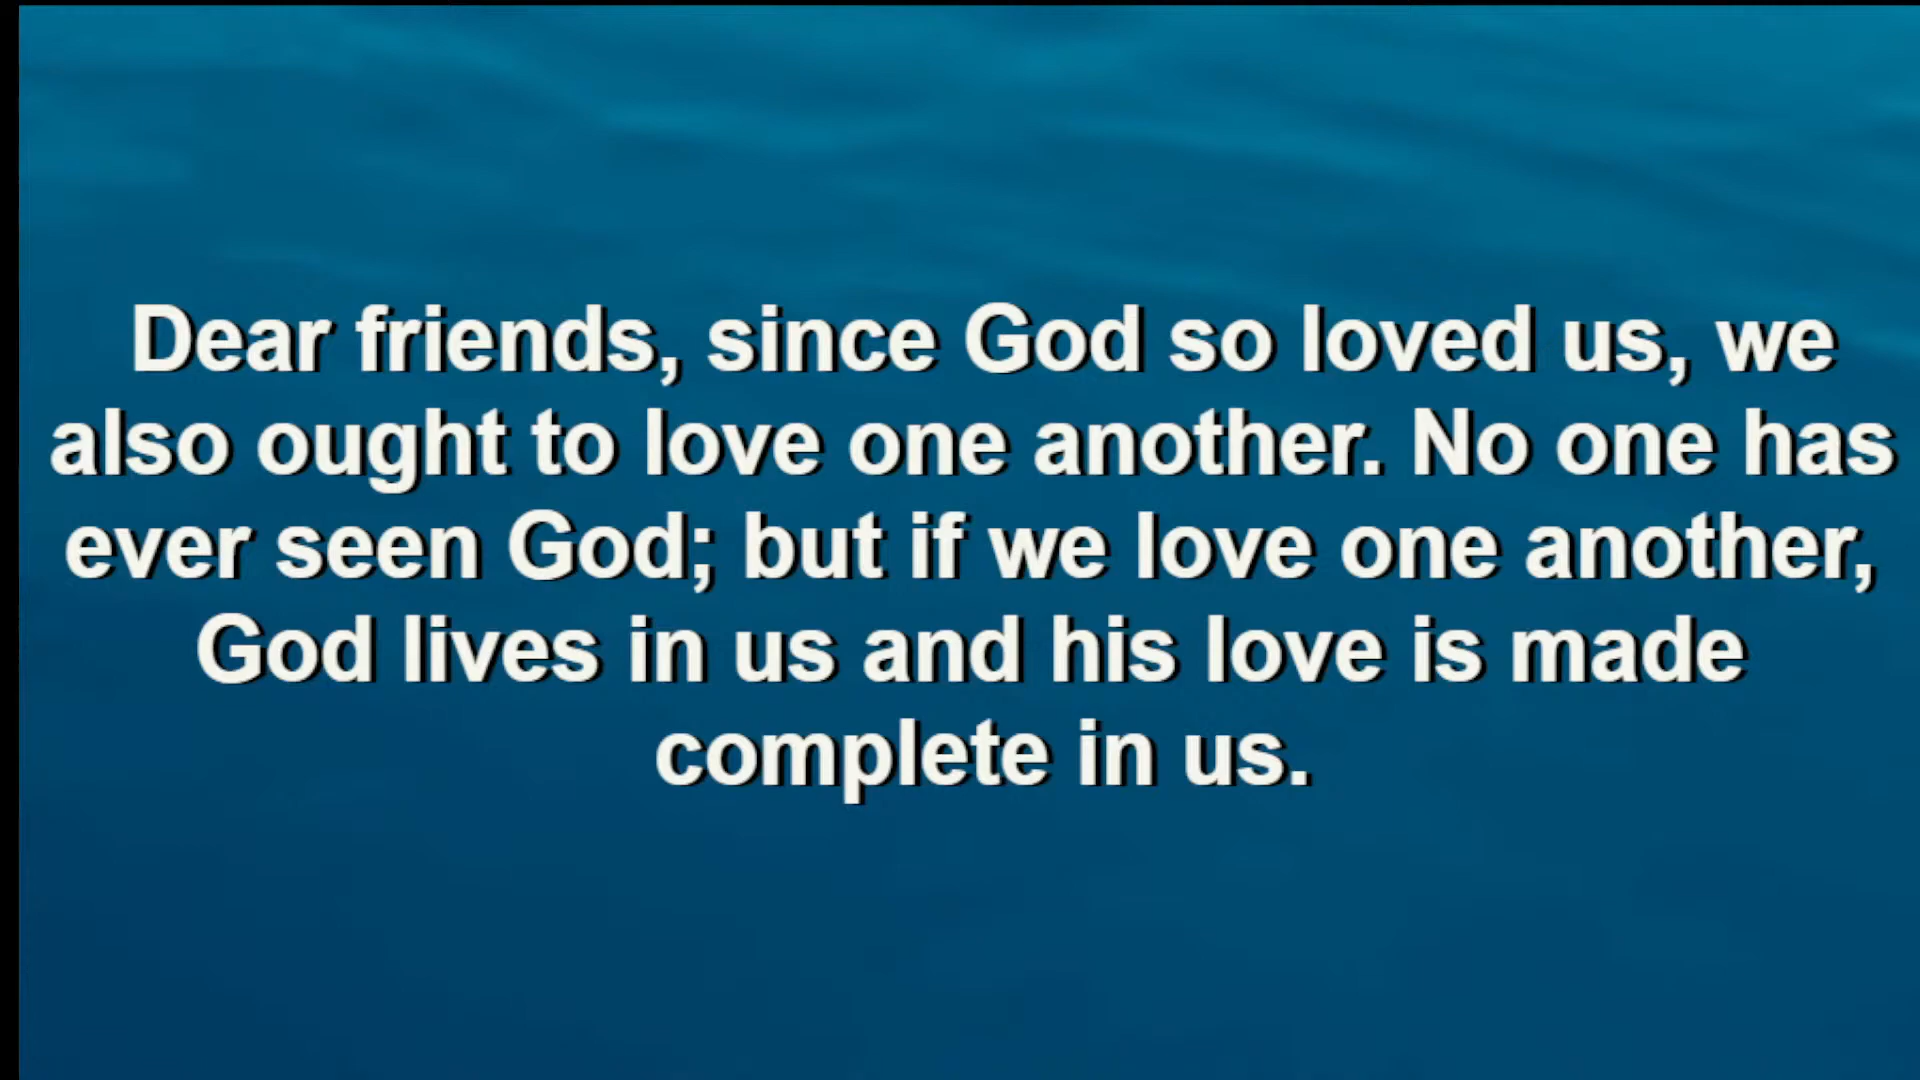 Dear friends, since God so loved us, we
also ought to love one another. No one has
ever seen God; but if we love one another,
God lives in us and his love is made
complete in us.